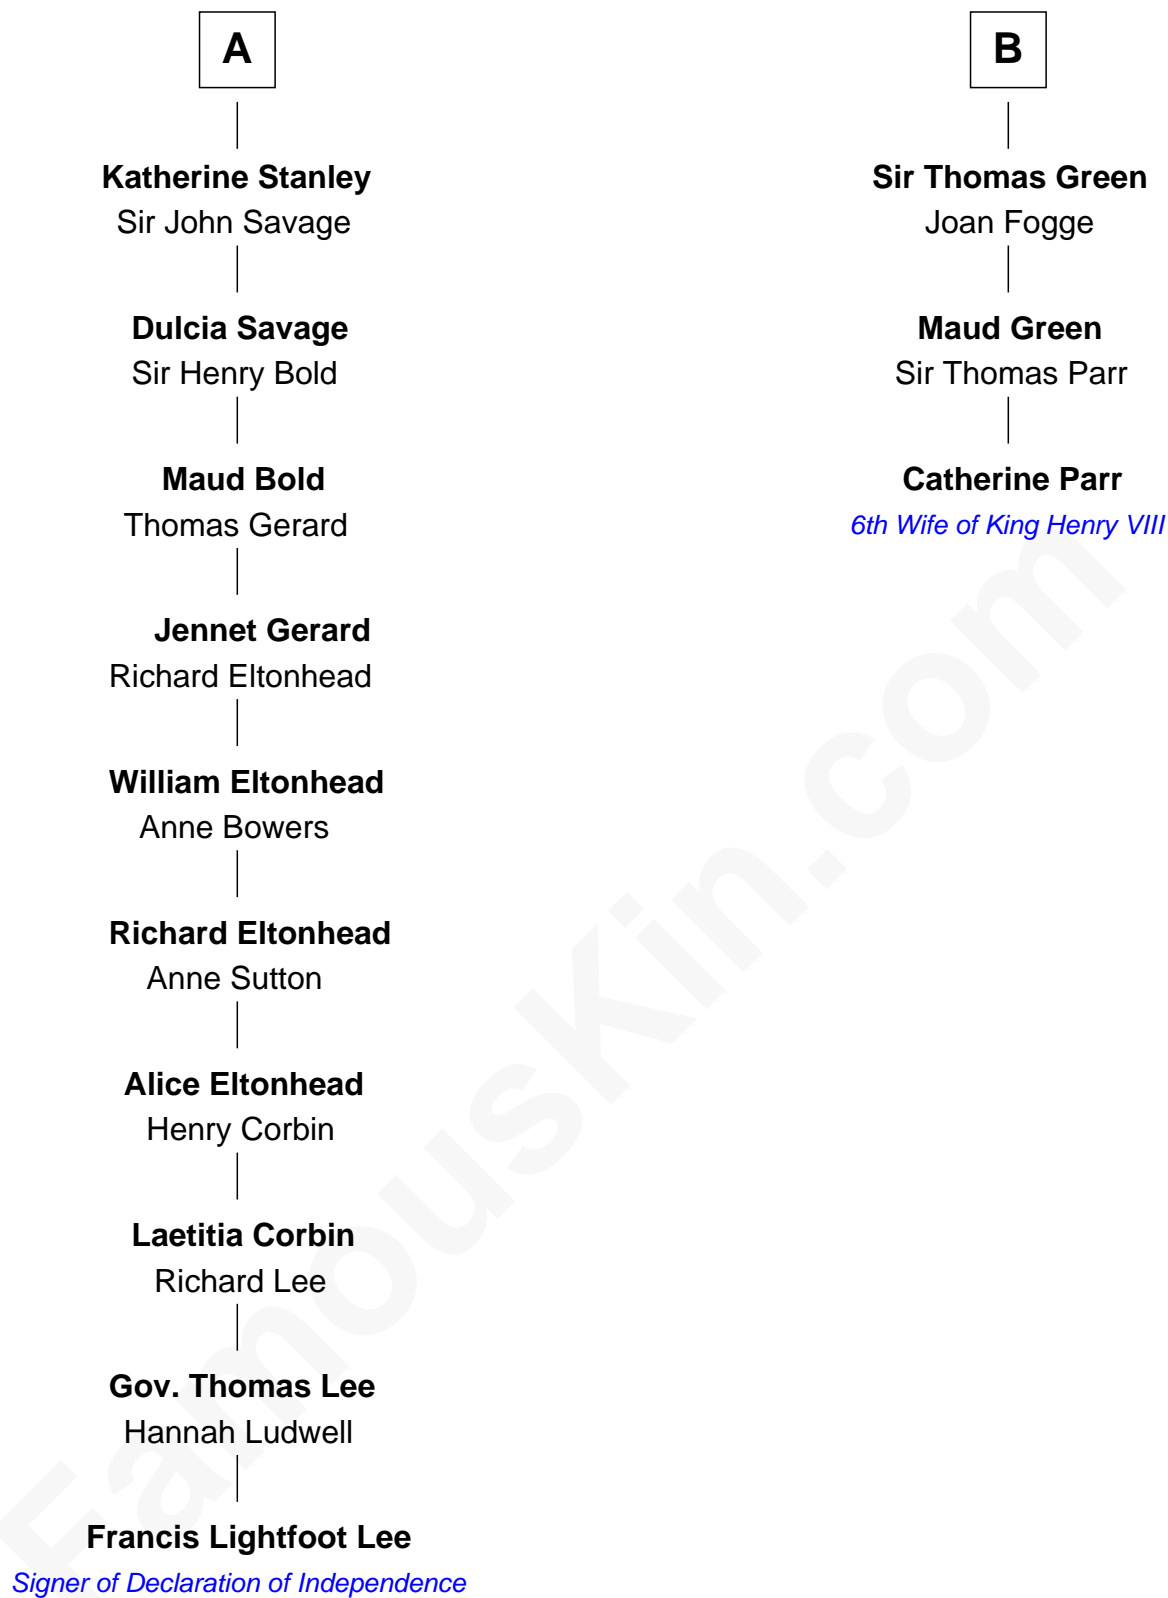 A
Katherine Stanley
Sir John Savage
Dulcia Savage
Sir Henry Bold
Maud Bold
Thomas Gerard
Jennet Gerard
Richard Eltonhead
William Eltonhead
Anne Bowers
Richard Eltonhead
Anne Sutton
Alice Eltonhead
Henry Corbin
Laetitia Corbin
Richard Lee
Gov. Thomas Lee
Hannah Ludwell
Francis Lightfoot Lee
Signer of Declaration of Independence
B
Sir Thomas Green
Joan Fogge
Maud Green
Sir Thomas Parr
Catherine Parr
6th Wife of King Henry VIII
FamousKin.com